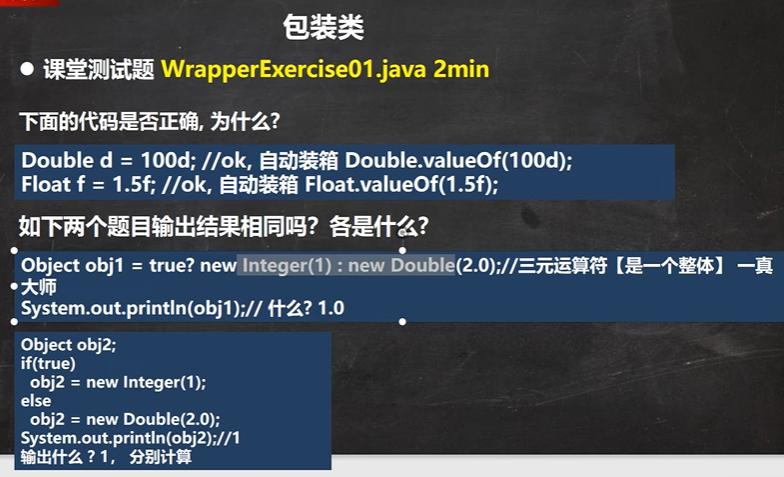 包装类
● 课堂测试题 WrapperExercise01.java 2min
下面的代码是否正确, 为什么?
Double d = 100d; //ok, 自动装箱 Double.valueOf(100d);
Float f = 1.5f; //ok, 自动装箱 Float.valueOf(1.5f);
如下两个题目输出结果相同吗？各是什么?
Object obj1 = true? new Integer(1) : new Double(2.0);//三元运算符【是一个整体】 一真
大师
System.out.println(obj1);// 什么? 1.0
Object obj2;
if(true)
obj2 = new Integer(1);
else
obj2 = new Double(2.0);
System.out.println(obj2);//1
输出什么 ? 1， 分别计算